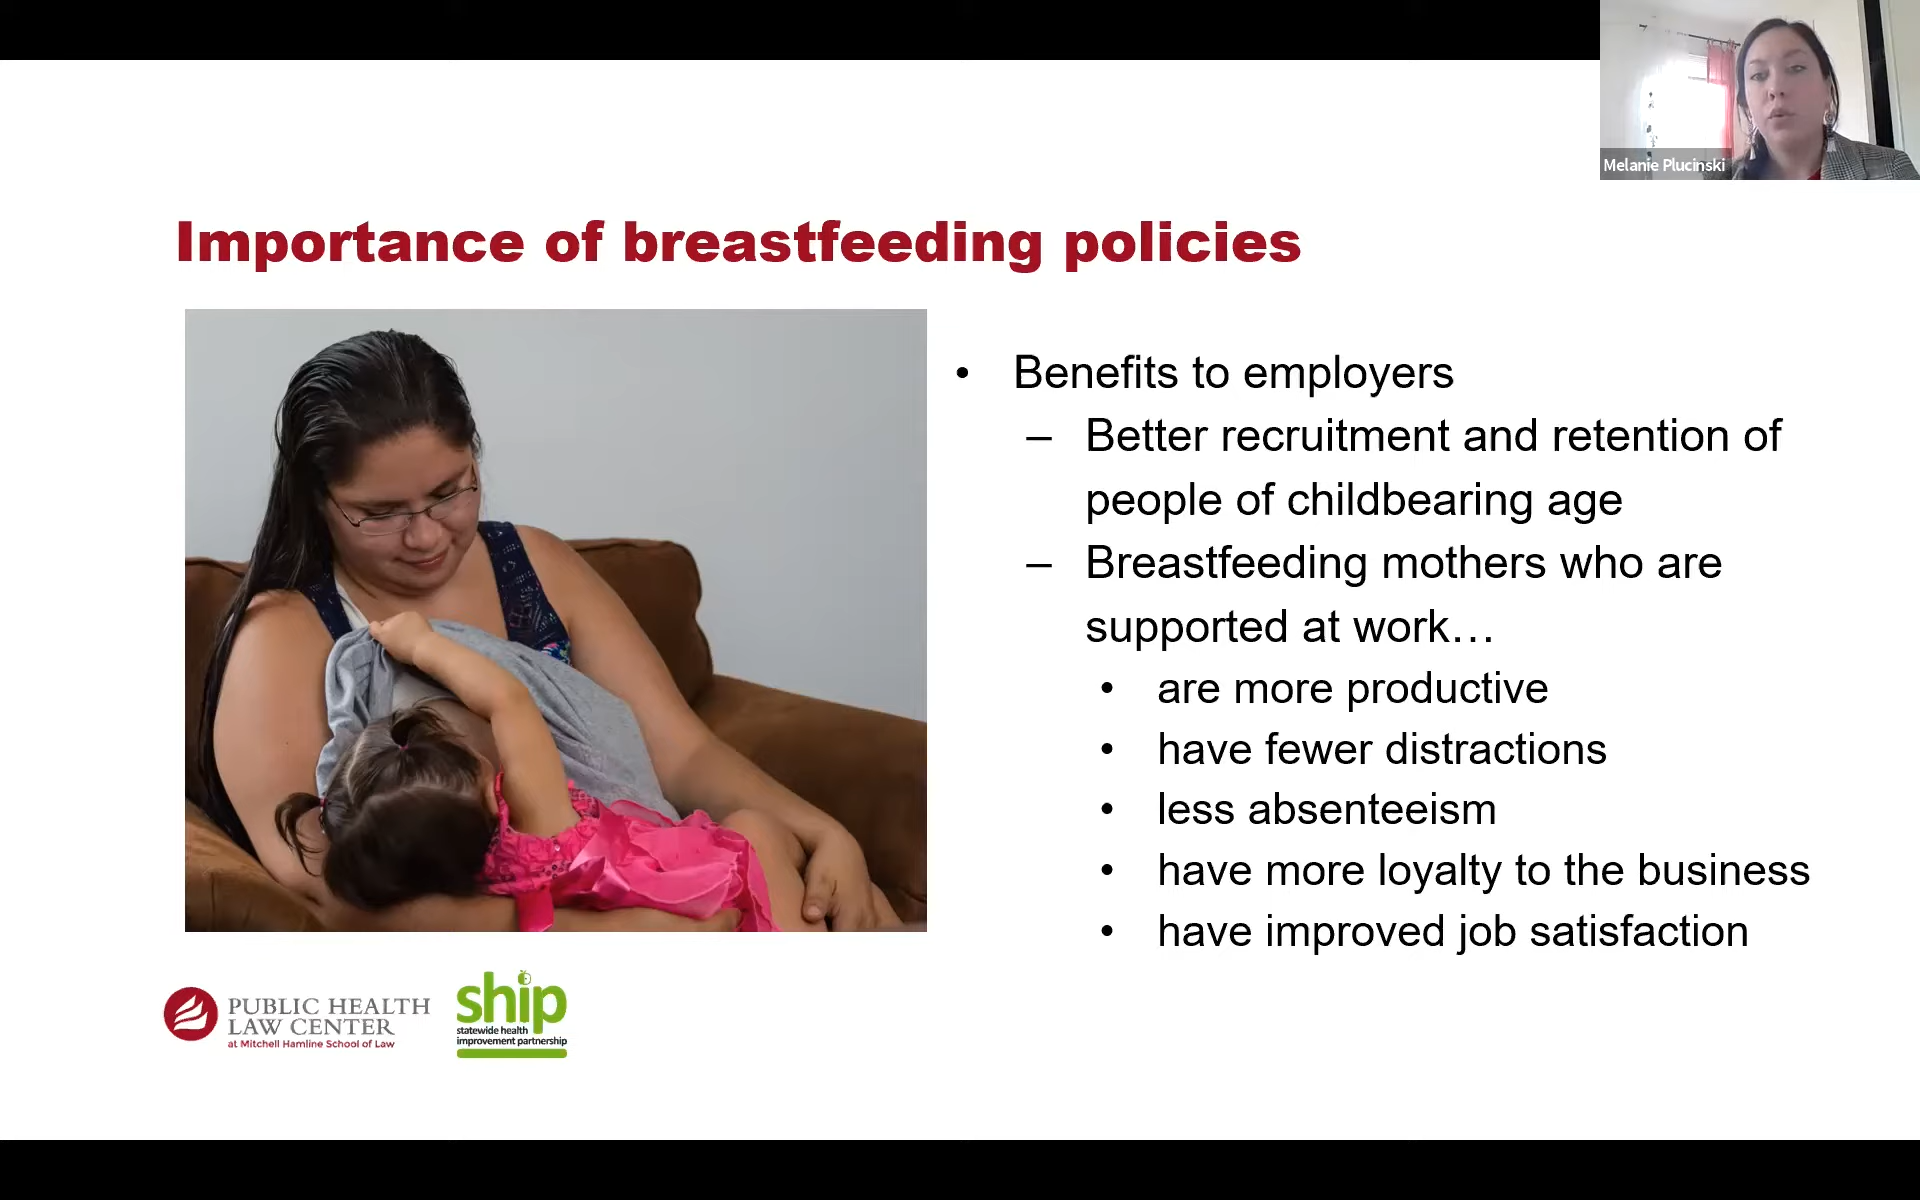 Melanie Plucinski
Importance of breastfeeding policies
• Benefits to employers
– Better recruitment and retention of
people of childbearing age
– Breastfeeding mothers who are
supported at work…
• are more productive
• have fewer distractions
• less absenteeism
• have more loyalty to the business
• have improved job satisfaction
PUBLIC HEALTH
LAW CENTER
at Mitchell Hamline School of Law
ship
statewide health
improvement partnership